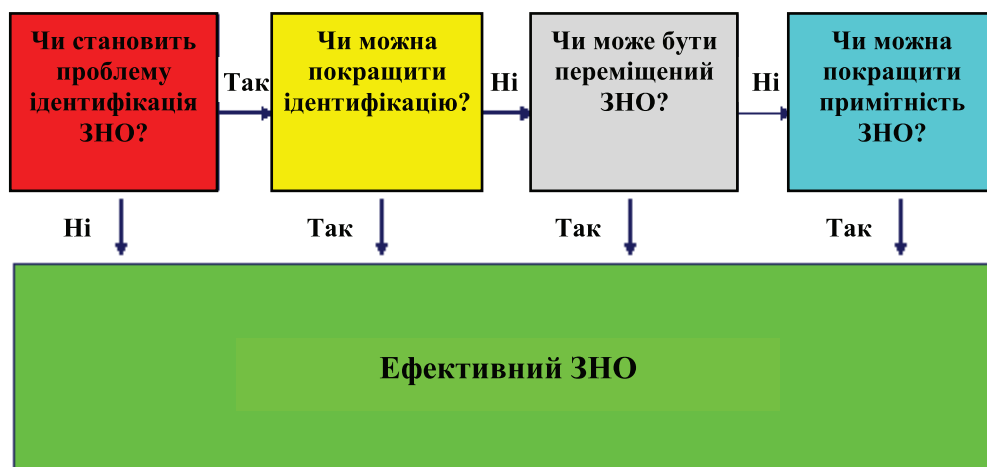 Чи становить
проблему
ідентифікація
ЗНО?
Так
Чи можна
покращити
ідентифікацію?
Ні
Чи може бути
переміщений
ЗНО?
Ні
Чи можна
покращити
примітність
ЗНО?
Ні
Так
Так
Так
Ефективний ЗНО